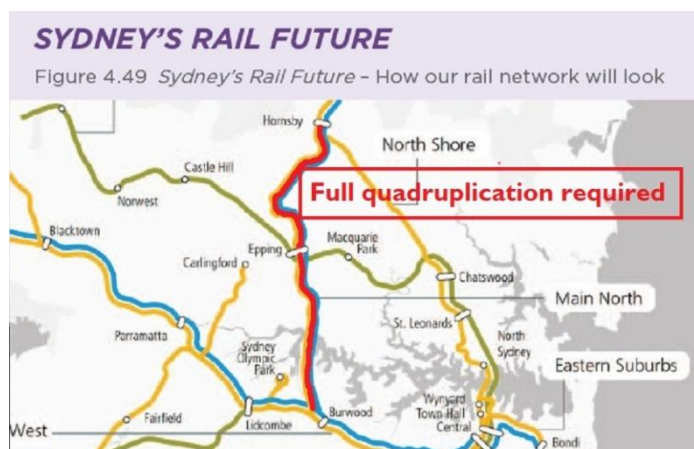 SYDNEY'S RAIL FUTURE
Figure 4.49 Sydney's Rail Future – How our rail network will look
Hornsby
North Shore
Castle Hill
Full quadruplication required
Norwest
Blacktown
Epping
Macquarie
Park
Carlingford
Chatswood
Main North
Parramatta
St. Leonards
Sydney
Olympic
Park
North
Sydney
Eastern Suburbs
Wynyard
Town Hall
Central
Fairfield
Lidcombe
Burwood
West
Bondi